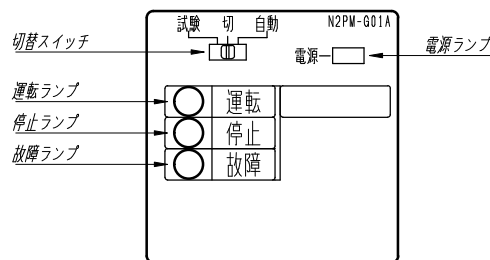 試験 切 自動 N2PM-G01A
切替スイッチ 電源 電源ランプ
運転ランプ 運転
停止ランプ 停止
故障ランプ 故障